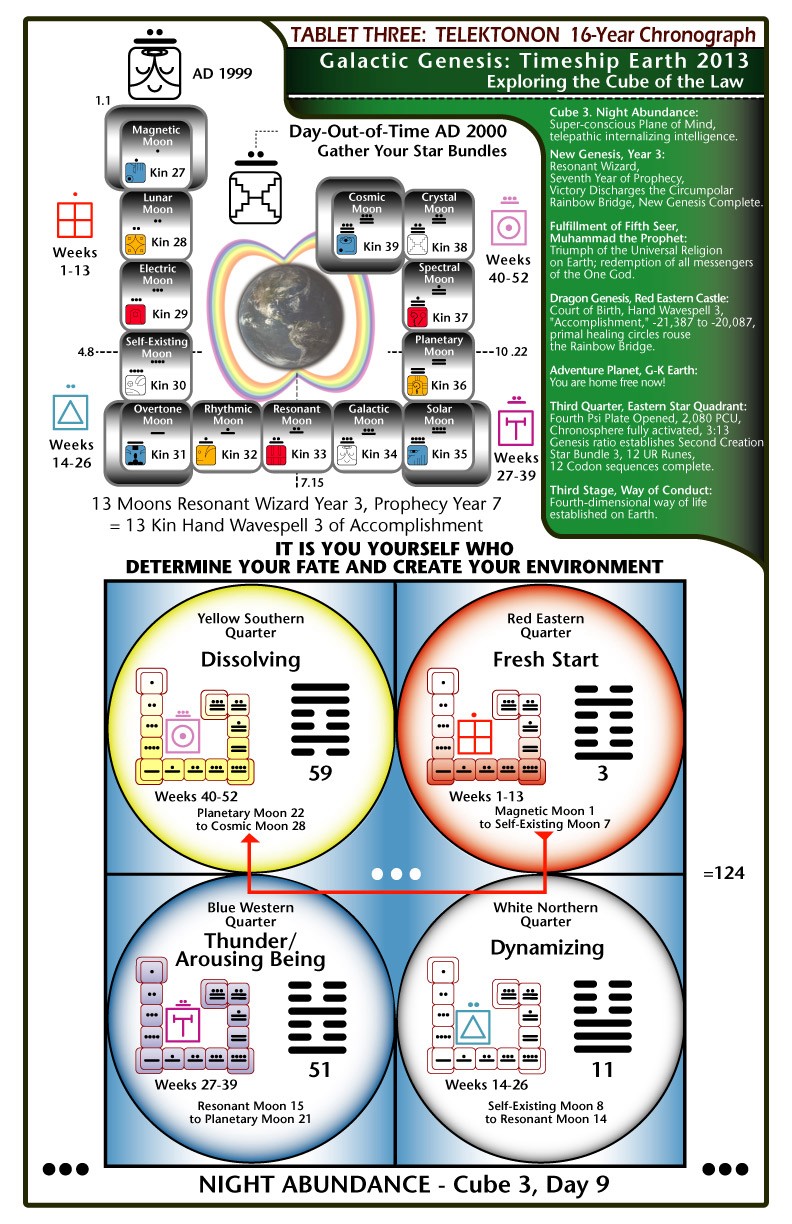 TABLET THREE: TELEKTONON 16-Year Chronograph
Galactic Genesis: Timeship Earth 2013
Exploring the Cube of the Law
AD 1999
1.1
Magnetic
Moon
Kin 27
Lunar
Moon
Kin 28
Electric
Moon
Kin 29
4.8
Self-Existing
Moon
Kin 30
Overtone
Moon
Kin 31
Rhythmic
Moon
Kin 32
Resonant
Moon
Kin 33
7.15
Galactic
Moon
Kin 34
Solar
Moon
Kin 35
Planetary
Moon
Kin 36
10.22
Spectral
Moon
Kin 37
Crystal
Moon
Kin 38
Cosmic
Moon
Kin 39
Day-Out-of-Time AD 2000
Gather Your Star Bundles
Weeks
1-13
Weeks
14-26
Weeks
27-39
Weeks
40-52
Cube 3. Night Abundance:
Super-conscious Plane of Mind,
telepathic internalizing intelligence.
New Genesis, Year 3:
Resonant Wizard,
Seventh Year of Prophecy,
Victory Discharges the Circumpolar
Rainbow Bridge, New Genesis Complete.
Fulfillment of Fifth Seer,
Muhammad the Prophet:
Triumph of the Universal Religion
on Earth; redemption of all messengers
of the One God.
Dragon Genesis, Red Eastern Castle:
Court of Birth, Hand Wavespell 3,
"Accomplishment," -21,387 to -20,087,
primal healing circles rouse
the Rainbow Bridge.
Adventure Planet, G-K Earth:
You are home free now!
Third Quarter, Eastern Star Quadrant:
Fourth Psi Plate Opened, 2,080 PCU,
Chronosphere fully activated, 3:13
Genesis ratio establishes Second Creation
Star Bundle 3, 12 UR Runes,
12 Codon sequences complete.
Third Stage, Way of Conduct:
Fourth-dimensional way of life
established on Earth.
13 Moons Resonant Wizard Year 3, Prophecy Year 7
= 13 Kin Hand Wavespell 3 of Accomplishment
IT IS YOU YOURSELF WHO
DETERMINE YOUR FATE AND CREATE YOUR ENVIRONMENT
Yellow Southern
Quarter
Dissolving
59
Weeks 40-52
Planetary Moon 22
to Cosmic Moon 28
Red Eastern
Quarter
Fresh Start
3
Weeks 1-13
Magnetic Moon 1
to Self-Existing Moon 7
=124
Blue Western
Quarter
Thunder/
Arousing Being
51
Weeks 27-39
Resonant Moon 15
to Planetary Moon 21
White Northern
Quarter
Dynamizing
11
Weeks 14-26
Self-Existing Moon 8
to Resonant Moon 14
NIGHT ABUNDANCE - Cube 3, Day 9